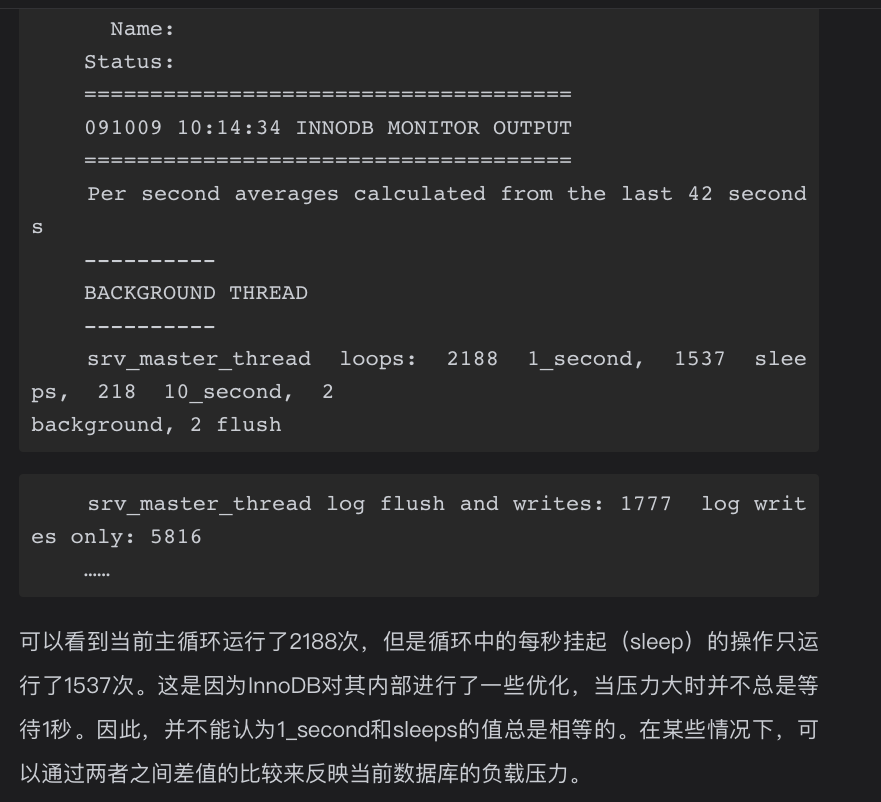 Name:
Status:
=====================================
091009 10:14:34 INNODB MONITOR OUTPUT
=====================================
Per second averages calculated from the last 42 second
s
----------
BACKGROUND THREAD
----------
srv_master_thread loops: 2188 1_second, 1537 slee
ps, 218 10_second, 2
background, 2 flush
srv_master_thread log flush and writes: 1777 log writ
es only: 5816
……
可以看到当前主循环运行了2188次，但是循环中的每秒挂起（sleep）的操作只运
行了1537次。这是因为InnoDB对其内部进行了一些优化，当压力大时并不总是等
待1秒。因此，并不能认为1_second和sleeps的值总是相等的。在某些情况下，可
以通过两者之间差值的比较来反映当前数据库的负载压力。